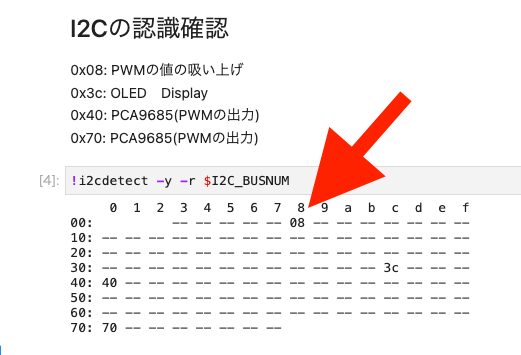 I2Cの認識確認
0x08: PWMの値の吸い上げ
0x3c: OLED　Display
0x40: PCA9685(PWMの出力)
0x70: PCA9685(PWMの出力)
[4]: !i2cdetect -y -r $I2C_BUSNUM
     0  1  2  3  4  5  6  7  8  9  a  b  c  d  e  f
00:          -- -- -- -- -- 08 -- -- -- -- -- -- --
10: -- -- -- -- -- -- -- -- -- -- -- -- -- -- -- --
20: -- -- -- -- -- -- -- -- -- -- -- -- -- -- -- --
30: -- -- -- -- -- -- -- -- -- -- -- -- 3c -- -- --
40: 40 -- -- -- -- -- -- -- -- -- -- -- -- -- -- --
50: -- -- -- -- -- -- -- -- -- -- -- -- -- -- -- --
60: -- -- -- -- -- -- -- -- -- -- -- -- -- -- -- --
70: 70 -- -- -- -- -- -- --